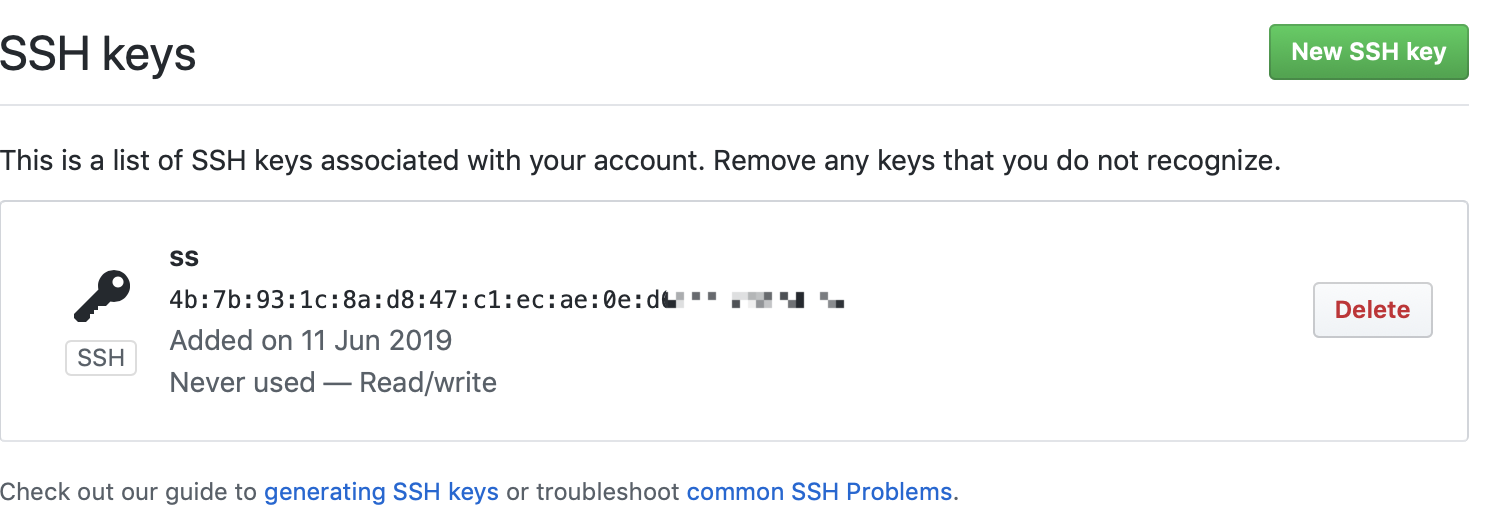 SSH keys
New SSH key
This is a list of SSH keys associated with your account. Remove any keys that you do not recognize.
ss
4b:7b:93:1c:8a:d8:47:c1:ec:ae:0e:d
Added on 11 Jun 2019
SSH
Never used — Read/write
Delete
Check out our guide to generating SSH keys or troubleshoot common SSH Problems.